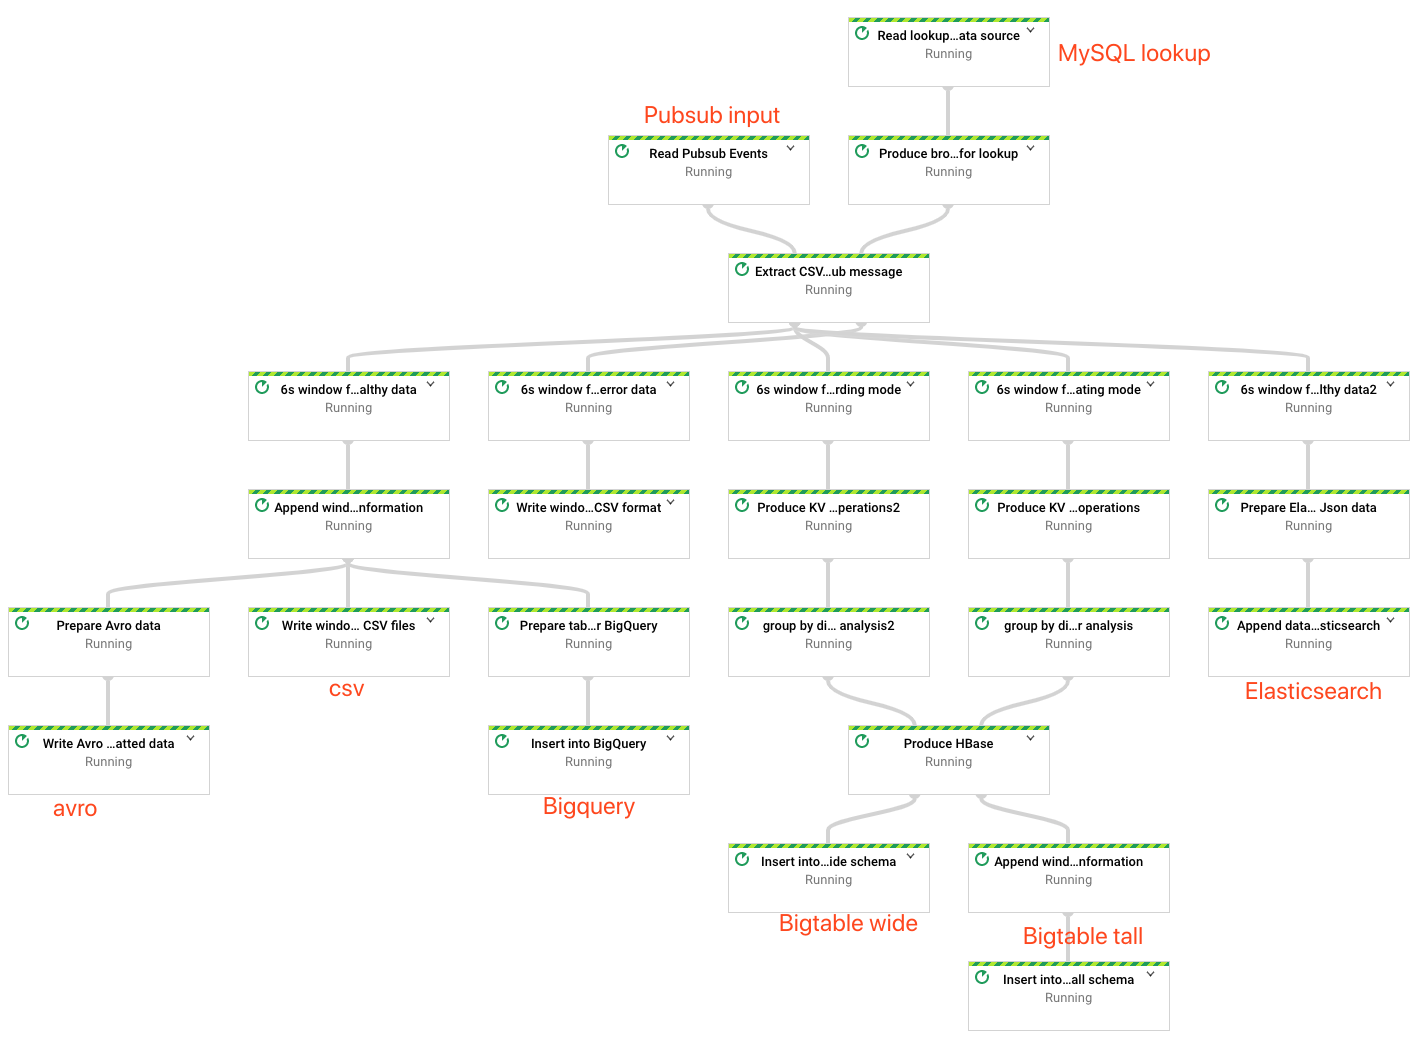 Read lookup...ata source
Running
MySQL lookup
Pubsub input
Read Pubsub Events
Running
Produce bro...for lookup
Running
Extract CSV...ub message
Running
6s window f...althy data
Running
6s window f...error data
Running
6s window f...rding mode
Running
6s window f...ating mode
Running
6s window f...lthy data2
Running
Append wind...nformation
Running
Write windo...CSV format
Running
Produce KV ...perations2
Running
Produce KV ...operations
Running
Prepare Ela... Json data
Running
Prepare Avro data
Running
Write windo... CSV files
Running
csv
Prepare tab...r BigQuery
Running
group by di... analysis2
Running
group by di...r analysis
Running
Append data...sticsearch
Running
Elasticsearch
Write Avro ...atted data
Running
avro
Insert into BigQuery
Running
Bigquery
Produce HBase
Running
Insert into...ide schema
Running
Bigtable wide
Append wind...nformation
Running
Bigtable tall
Insert into...all schema
Running